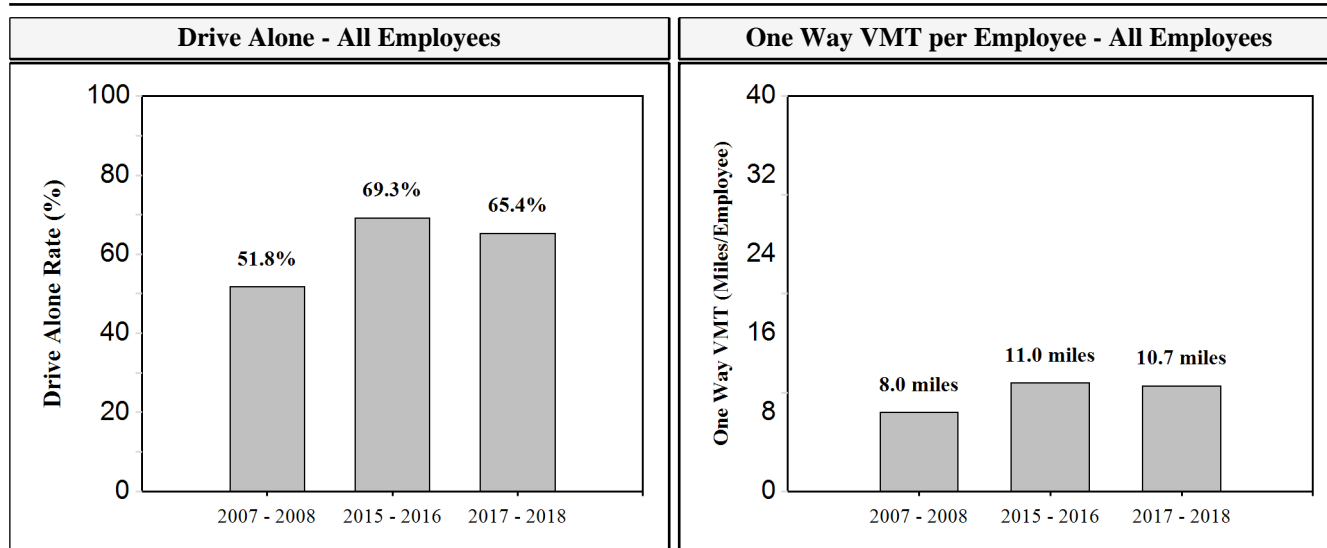 Drive Alone - All Employees
100
80
60
40
20
0
Drive Alone Rate (%)
51.8%
69.3%
65.4%
2007 - 2008
2015 - 2016
2017 - 2018
One Way VMT per Employee - All Employees
40
32
24
16
8
0
One Way VMT (Miles/Employee)
8.0 miles
11.0 miles
10.7 miles
2007 - 2008
2015 - 2016
2017 - 2018